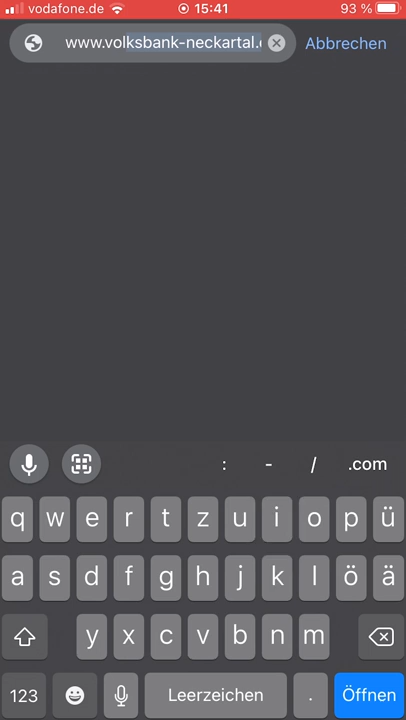 vodafone.de 15:41 93 %
www.volksbank-neckartal. Abbrechen
: - / .com
q w e r t z u i o p ü
a s d f g h j k l ö ä
y x c v b n m
123 Leerzeichen . Öffnen